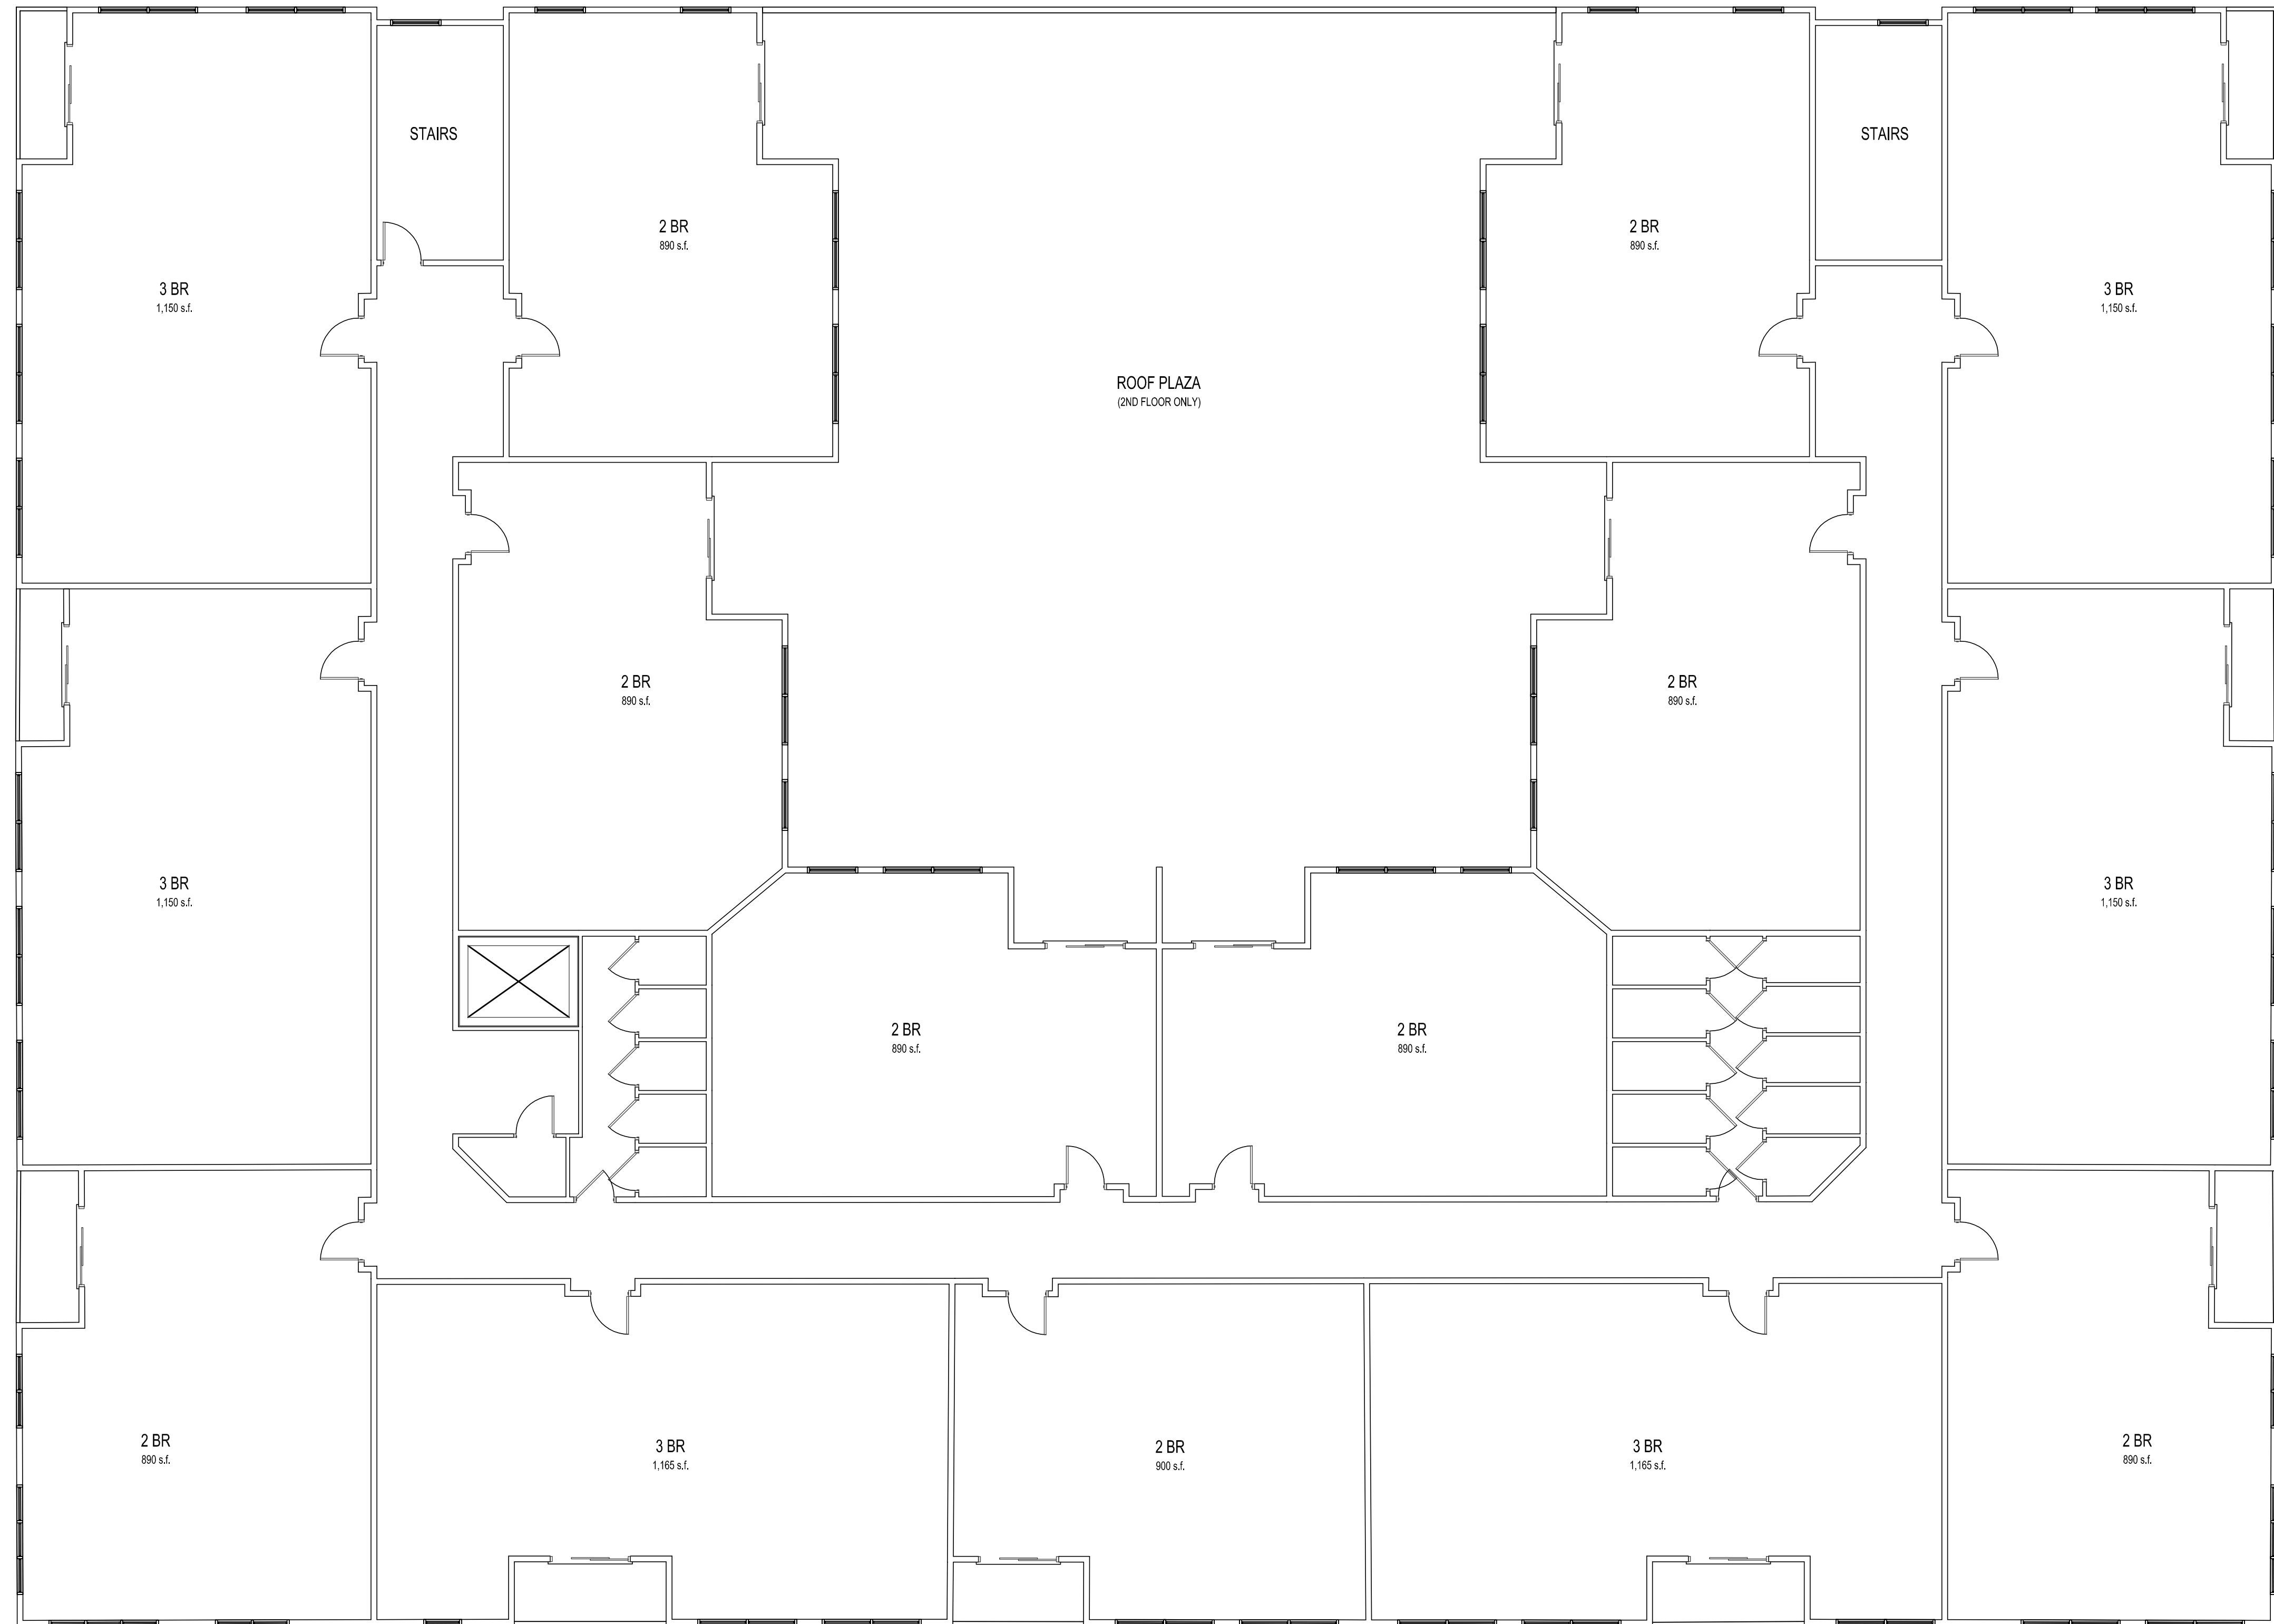 STAIRS
STAIRS
2 BR
890 s.f.
2 BR
890 s.f.
3 BR
1,150 s.f.
3 BR
1,150 s.f.
ROOF PLAZA
(2ND FLOOR ONLY)
2 BR
890 s.f.
2 BR
890 s.f.
3 BR
1,150 s.f.
3 BR
1,150 s.f.
2 BR
890 s.f.
2 BR
890 s.f.
2 BR
890 s.f.
3 BR
1,165 s.f.
2 BR
900 s.f.
3 BR
1,165 s.f.
2 BR
890 s.f.